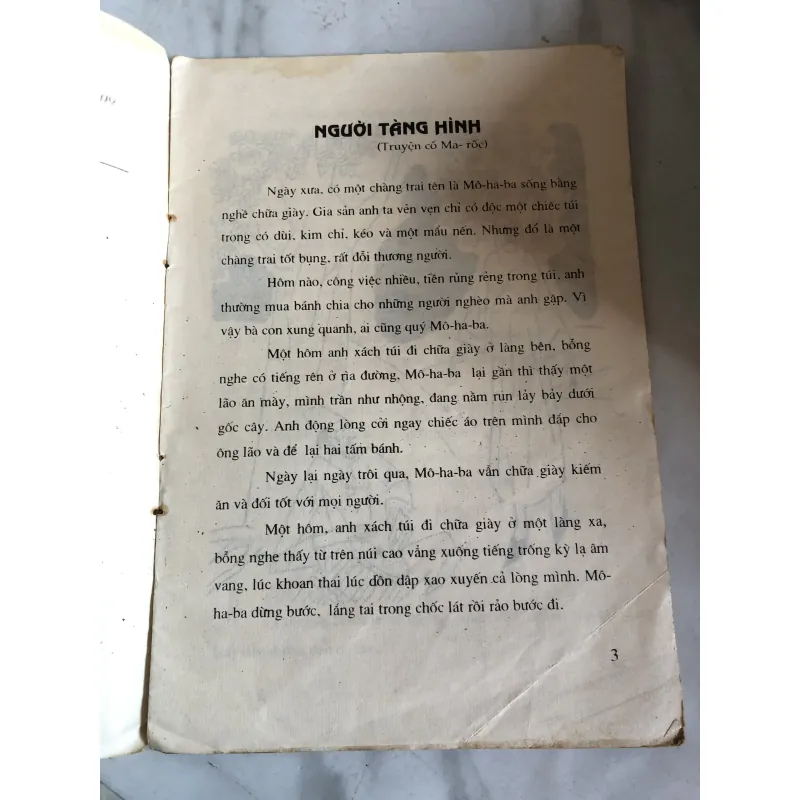 NGƯỜI TÀNG HÌNH
(Truyện cổ Ma- rốc)
Ngày xưa, có một chàng trai tên là Mô-ha-ba sống bằng
nghề chữa giày. Gia sản anh ta vẻn vẹn chỉ có độc một chiếc túi
trong có dùi, kim chỉ, kéo và một mẩu nến. Nhưng đổ là một
chàng trai tốt bụng, rất đỗi thương người.
Hôm nào, công việc nhiều, tiền rủng rẻng trong túi, anh
thường mua bánh chia cho những người nghèo mà anh gặp. Vì
vậy bà con xung quanh, ai cũng quý Mô-ha-ba.
Một hôm anh xách túi đi chữa giày ở làng bên, bỗng
nghe có tiếng rên ở rìa đường, Mô-ha-ba lại gần thì thấy một
lão ăn mày, mình trần như nhộng, đang nằm run lảy bảy dưới
gốc cây. Anh động lòng cởi ngay chiếc áo trên mình đắp cho
ông lão và để lại hai tấm bánh.
Ngày lại ngày trôi qua, Mô-ha-ba vẫn chữa giày kiếm
ăn và đối tốt với mọi người.
Một hôm, anh xách túi đi chữa giày ở một làng xa,
bỗng nghe thấy từ trên núi cao vẳng xuống tiếng trống kỳ lạ âm
vang, lúc khoan thai lúc dồn dập xao xuyến cả lòng mình. Mô-
ha-ba dừng bước, lắng tai trong chốc lát rồi rảo bước đi.
3